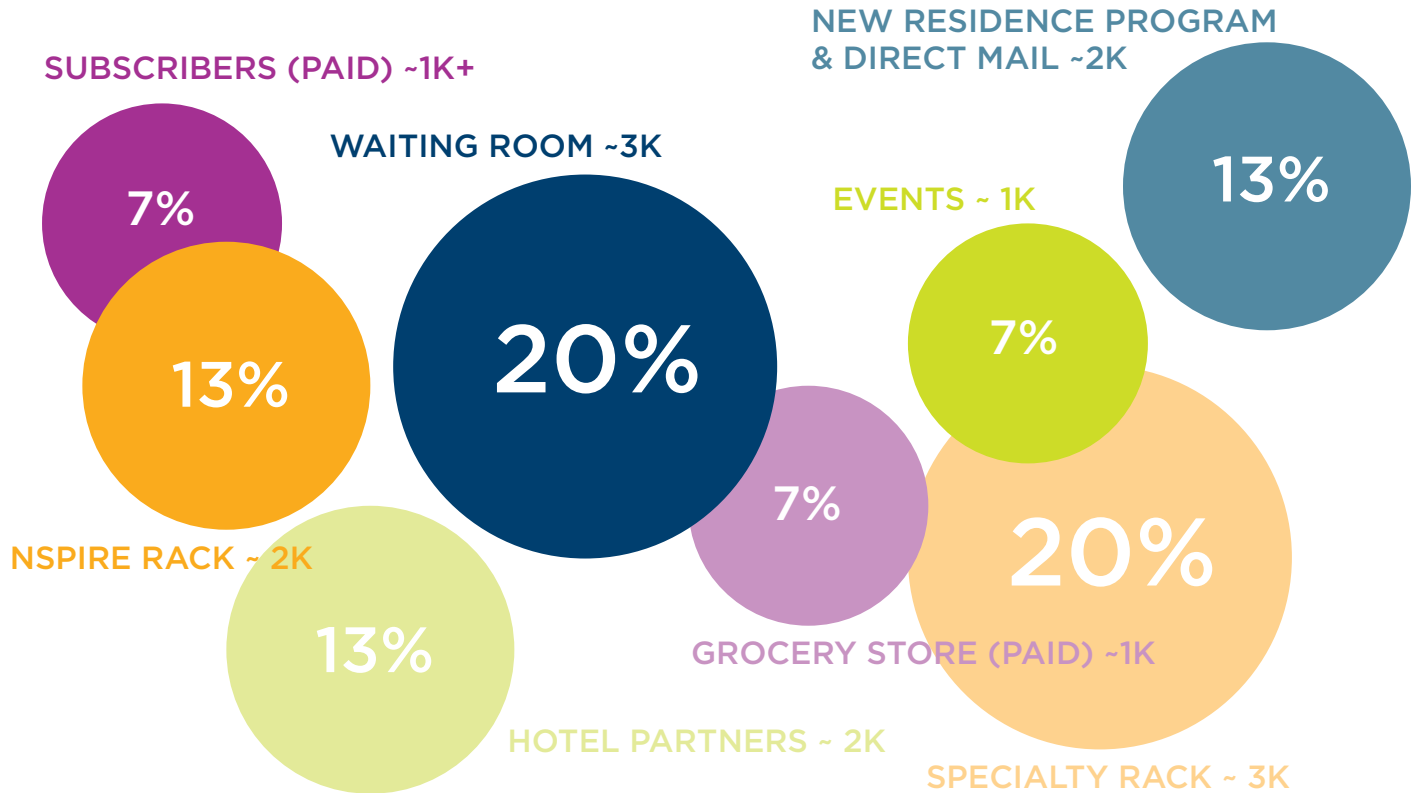 NEW RESIDENCE PROGRAM
& DIRECT MAIL ~2K
13%
SUBSCRIBERS (PAID) ~1K+
7%
WAITING ROOM ~3K
20%
EVENTS ~ 1K
7%
13%
NSPIRE RACK ~ 2K
7%
GROCERY STORE (PAID) ~1K
20%
SPECIALTY RACK ~ 3K
13%
HOTEL PARTNERS ~ 2K